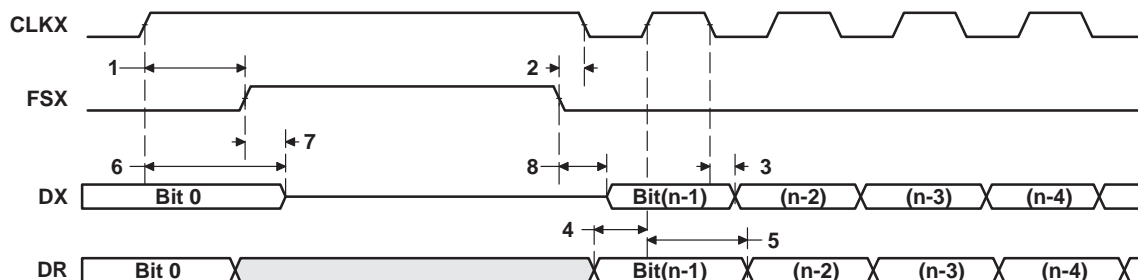 CLKX
1
2
FSX
7
6
8
3
DX
Bit 0
Bit(n-1)
(n-2)
(n-3)
(n-4)
4
5
DR
Bit 0
Bit(n-1)
(n-2)
(n-3)
(n-4)